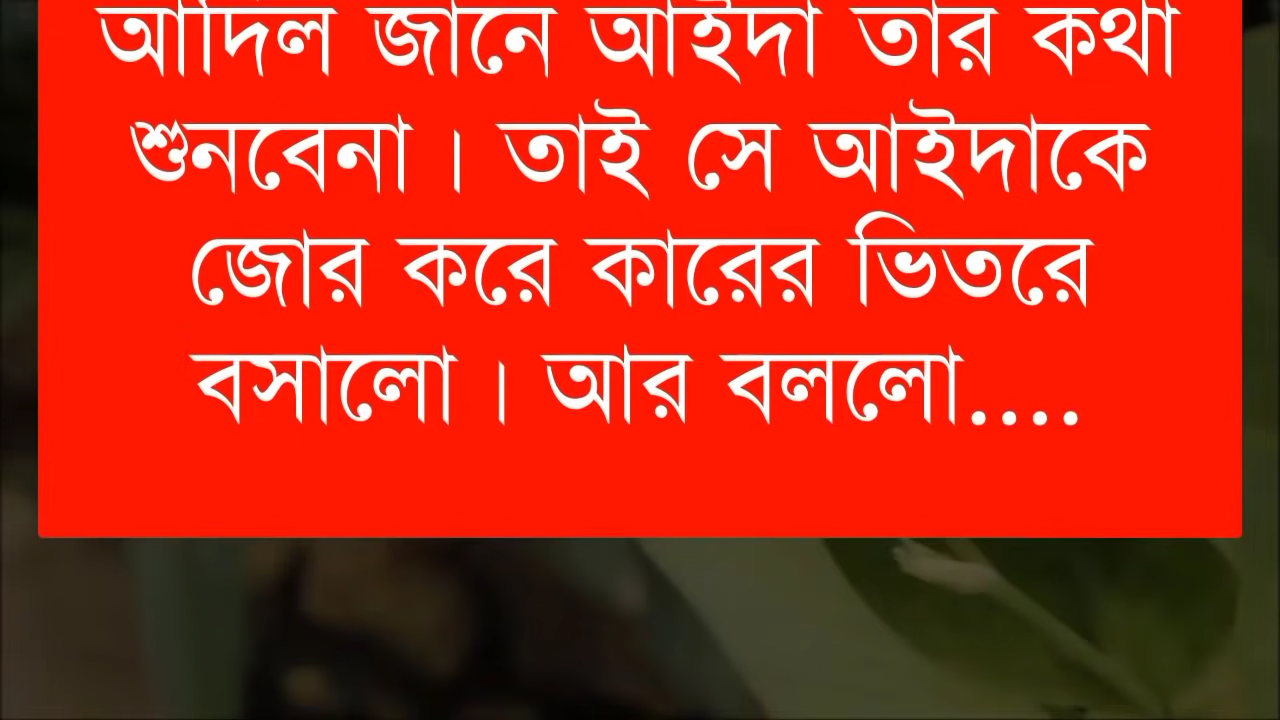 আদিল জানে আইদা তার কথা
শুনবেনা। তাই সে আইদাকে
জোর করে কারের ভিতরে
বসালো। আর বললো....